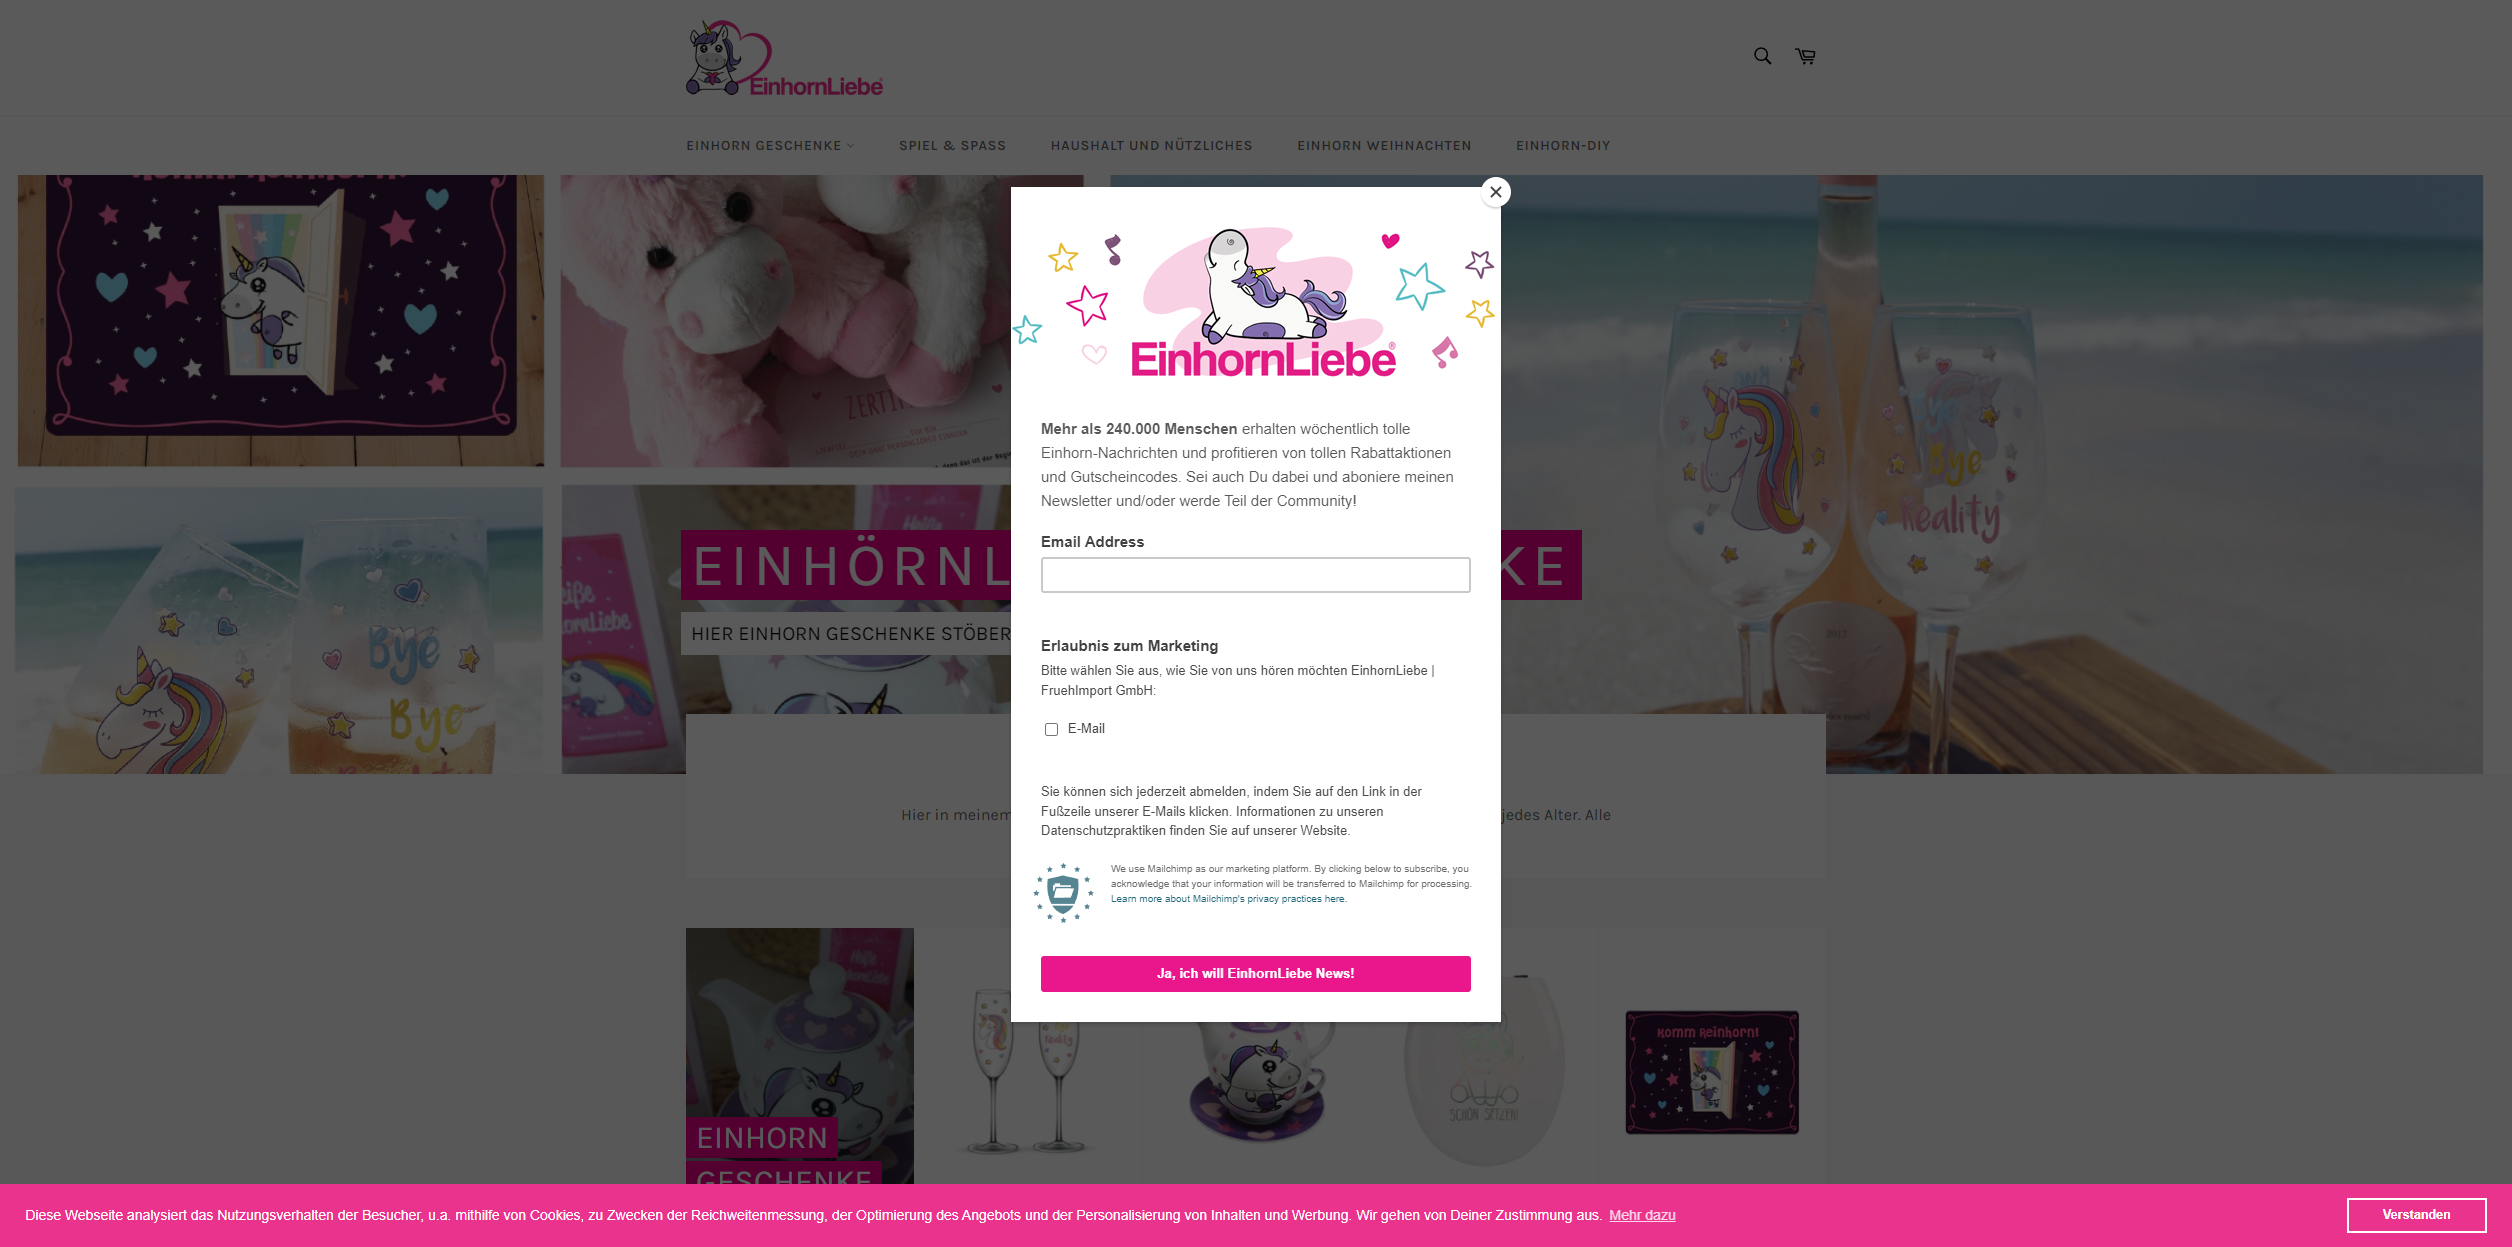 EinhornLiebe®
EINHORN GESCHENKE
SPIEL & SPASS
HAUSHALT UND NÜTZLICHES
EINHORN WEIHNACHTEN
EINHORN-DIY
EinhornLiebe®
Mehr als 240.000 Menschen erhalten wöchentlich tolle
Einhorn-Nachrichten und profitieren von tollen Rabattaktionen
und Gutscheincodes. Sei auch Du dabei und aboniere meinen
Newsletter und/oder werde Teil der Community!
Email Address
Erlaubnis zum Marketing
Bitte wählen Sie aus, wie Sie von uns hören möchten EinhornLiebe |
FruehImport GmbH:
E-Mail
Sie können sich jederzeit abmelden, indem Sie auf den Link in der
Fußzeile unserer E-Mails klicken. Informationen zu unseren
Datenschutzpraktiken finden Sie auf unserer Website.
We use Mailchimp as our marketing platform. By clicking below to subscribe, you
acknowledge that your information will be transferred to Mailchimp for processing.
Learn more about Mailchimp's privacy practices here.
Ja, ich will EinhornLiebe News!
Bye
Reality
Bye
Bye
2017
HIER EINHORN GESCHENKE
Hier in meinem
jedes Alter. Alle
Reality
SCHÖN SITZEN!
Komm Reinhorn!
EINHORN
GESCHENKE
Diese Webseite analysiert das Nutzungsverhalten der Besucher, u.a. mithilfe von Cookies, zu Zwecken der Reichweitenmessung, der Optimierung des Angebots und der Personalisierung von Inhalten und Werbung. Wir gehen von Deiner Zustimmung aus. Mehr dazu
Verstanden